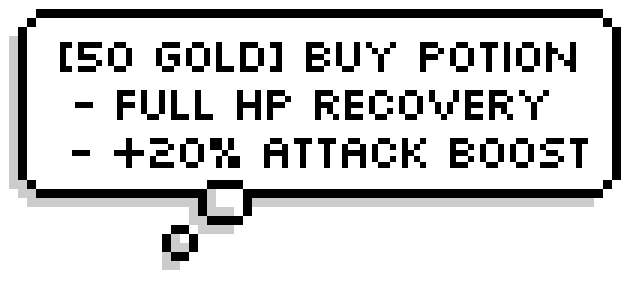 [50 GOLD] BUY POTION
- FULL HP RECOVERY
- +20% ATTACK BOOST